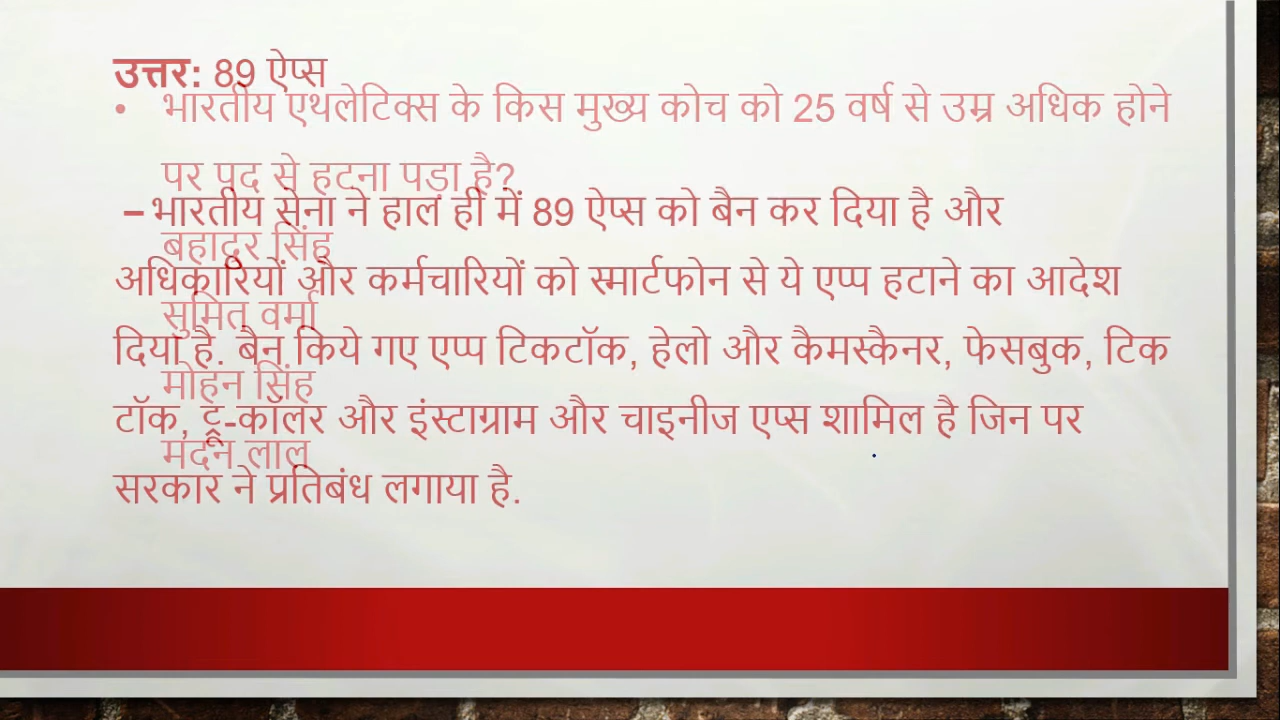 उत्तर: 89 ऐप्स
• भारतीय एथलेटिक्स के किस मुख्य कोच को 25 वर्ष से उम्र अधिक होने
पर पद से हटना पड़ा है?
– भारतीय सेना ने हाल ही में 89 ऐप्स को बैन कर दिया है और
बहादुर सिंह
अधिकारियों और कर्मचारियों को स्मार्टफोन से ये एप्प हटाने का आदेश
सुमित वर्मा
दिया है. बैन किये गए एप्प टिकटॉक, हेलो और कैमस्कैनर, फेसबुक, टिक
मोहन सिंह
टॉक, ट्रू-कॉलर और इंस्टाग्राम और चाइनीज एप्स शामिल है जिन पर
मदन लाल
सरकार ने प्रतिबंध लगाया है.